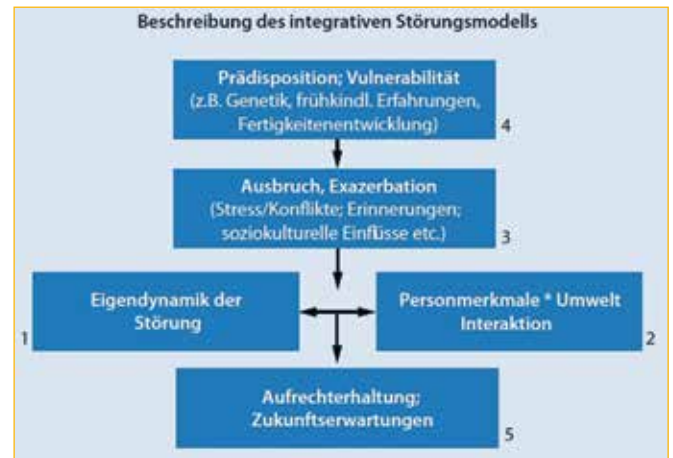 Beschreibung des integrativen Störungsmodells
Prädisposition; Vulnerabilität
(z.B. Genetik, frühkindl. Erfahrungen,
Fertigkeitenentwicklung)
4
Ausbruch, Exazerbation
(Stress/Konflikte; Erinnerungen;
soziokulturelle Einflüsse etc.)
3
Eigendynamik der
Störung
1
Personmerkmale * Umwelt
Interaktion
2
Aufrechterhaltung;
Zukunftserwartungen
5